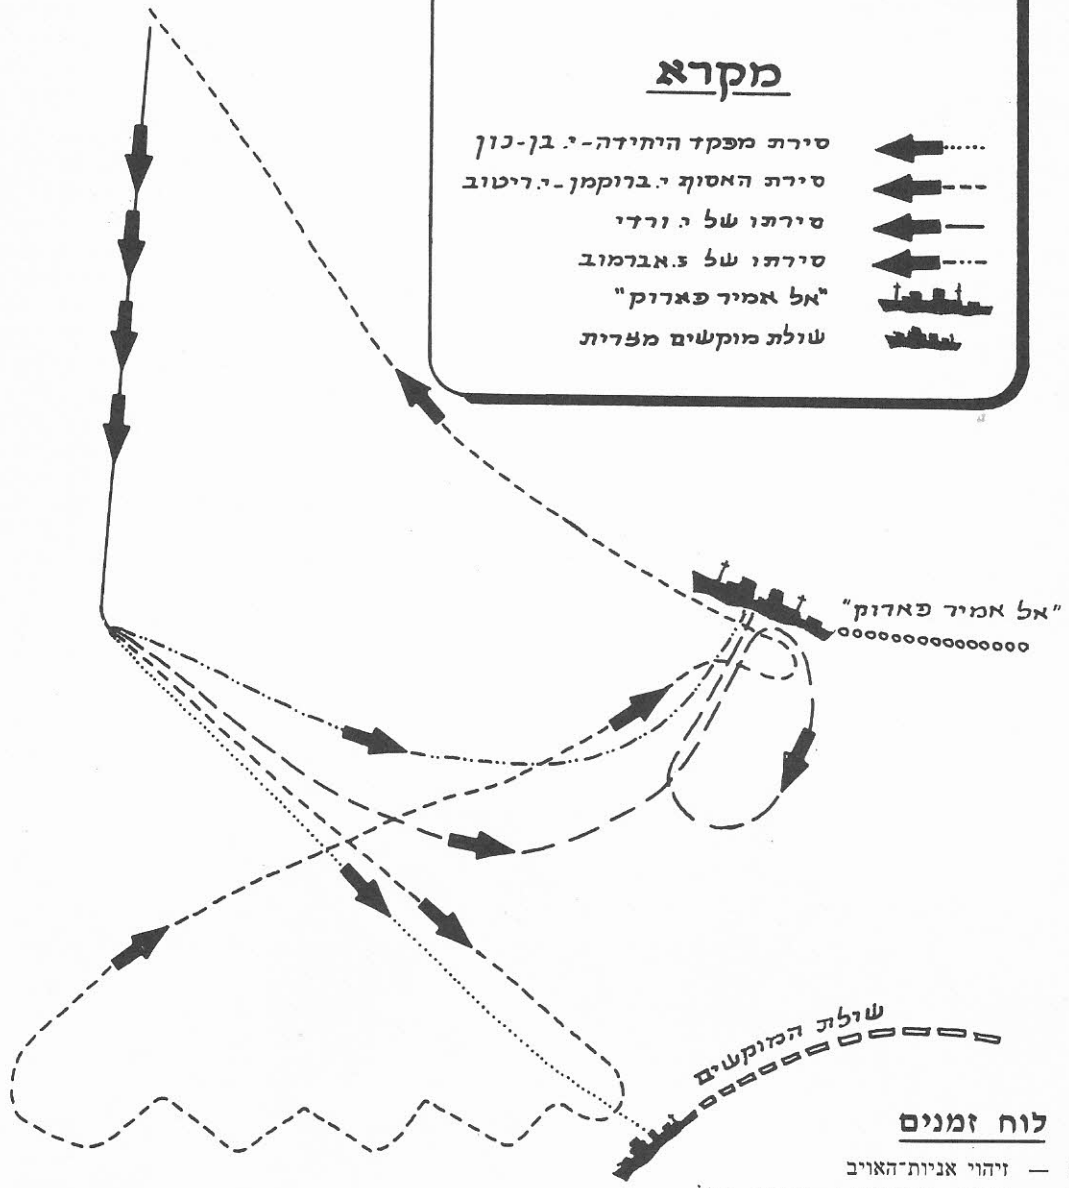 מקרא
סירת מפקד היחידה - י. בן-נון
סירת האסוף י. ברוקמן - י. ריטוב
סירתו של י. ורדי
סירתו של ז. אברמוב
"אל אמיר פארוק"
שולת מוקשים מצרית
"אל אמיר פארוק"
שולת המוקשים
לוח זמנים
— זיהוי אניות־האויב